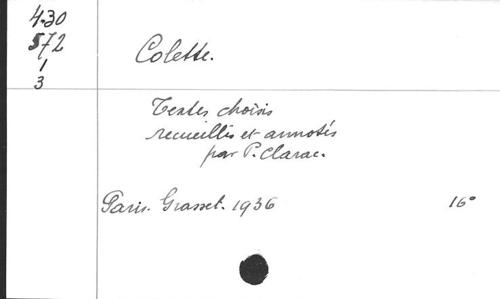 430
572
1
3
Colette.
Textes choisis
recueillis et annotés
par P. Clarac.
Paris. Grasset. 1936 16°